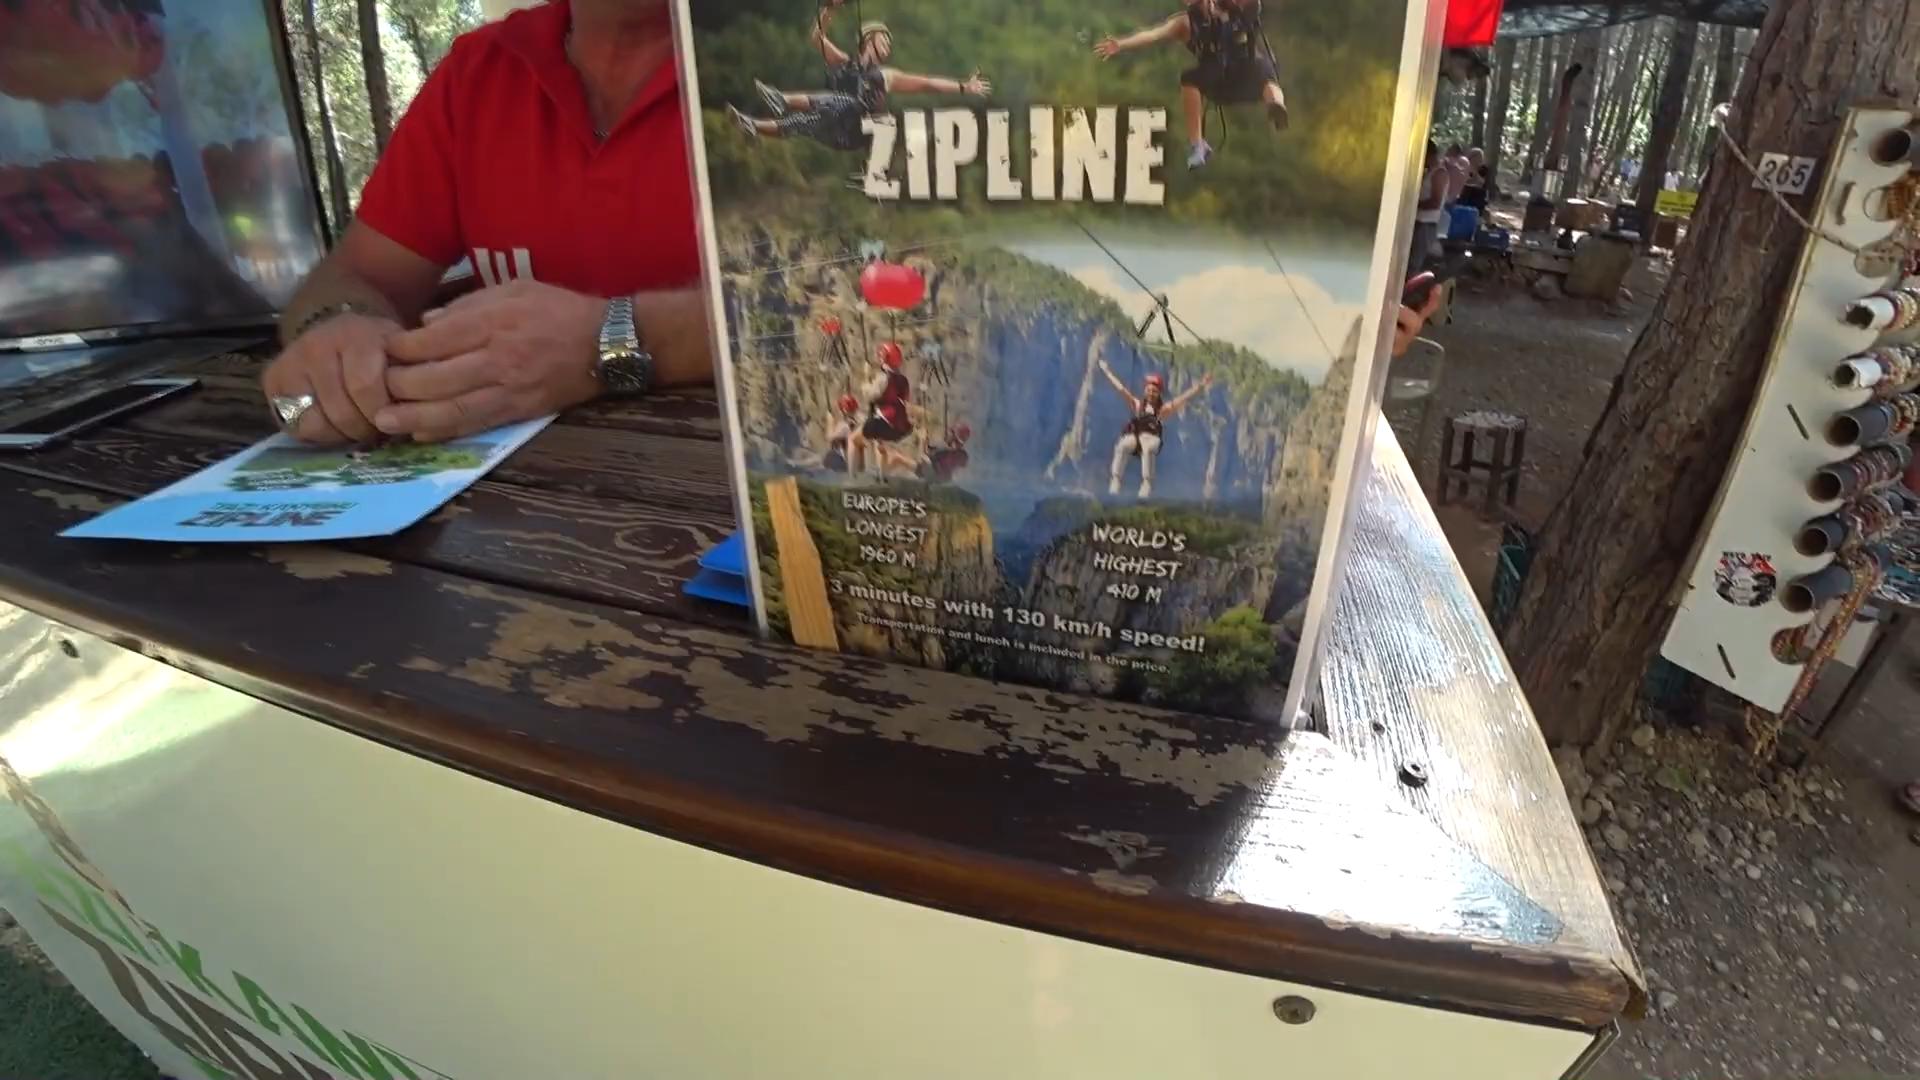 ZIPLINE
EUROPE'S
LONGEST
1960 M
WORLD'S
HIGHEST
410 M
3 minutes with 130 km/h speed!
Transportation and lunch is included in the price.
265
ZIPLINE